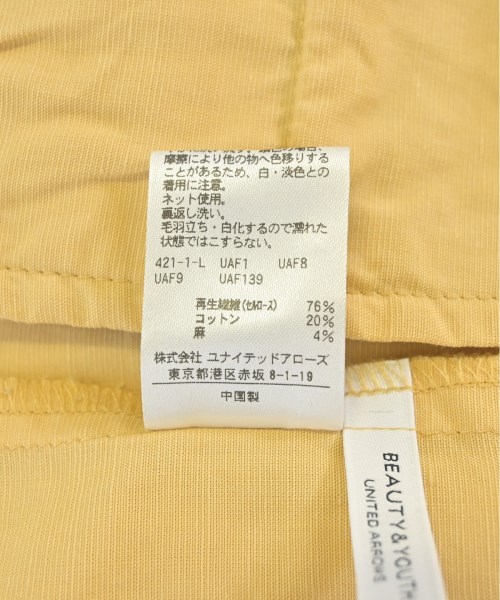 摩擦により他の物へ色移りする
ことがあるため、白・淡色との
着用に注意。
ネット使用。
裏返し洗い。
毛羽立ち・白化するので濡れた
状態ではこすらない。
421-1-L UAF1 UAF8
UAF9 UAF139
再生繊維(セルロース) 76%
コットン 20%
麻 4%
株式会社 ユナイテッドアローズ
東京都港区赤坂 8-1-19
中国製
BEAUTY&YOUTH
UNITED ARROWS